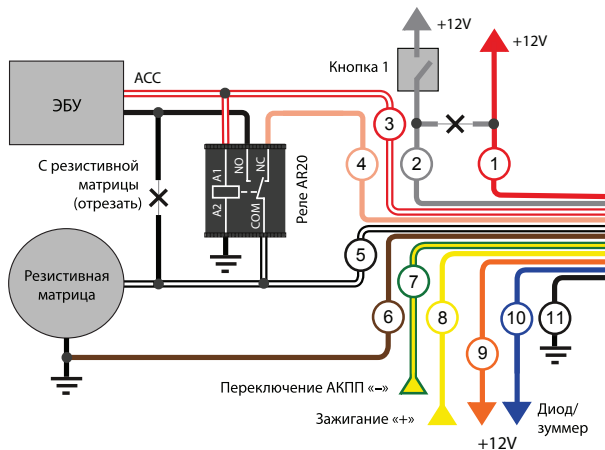 +12V
+12V
Кнопка 1
ACC
ЭБУ
3
4
2
1
С резистивной
матрицы
(отрезать)
A1
NO
NC
A2
COM
Реле AR20
5
Резистивная
матрица
7
6
8
10
11
9
Переключение АКПП «–»
Зажигание «+»
+12V
Диод/
зуммер